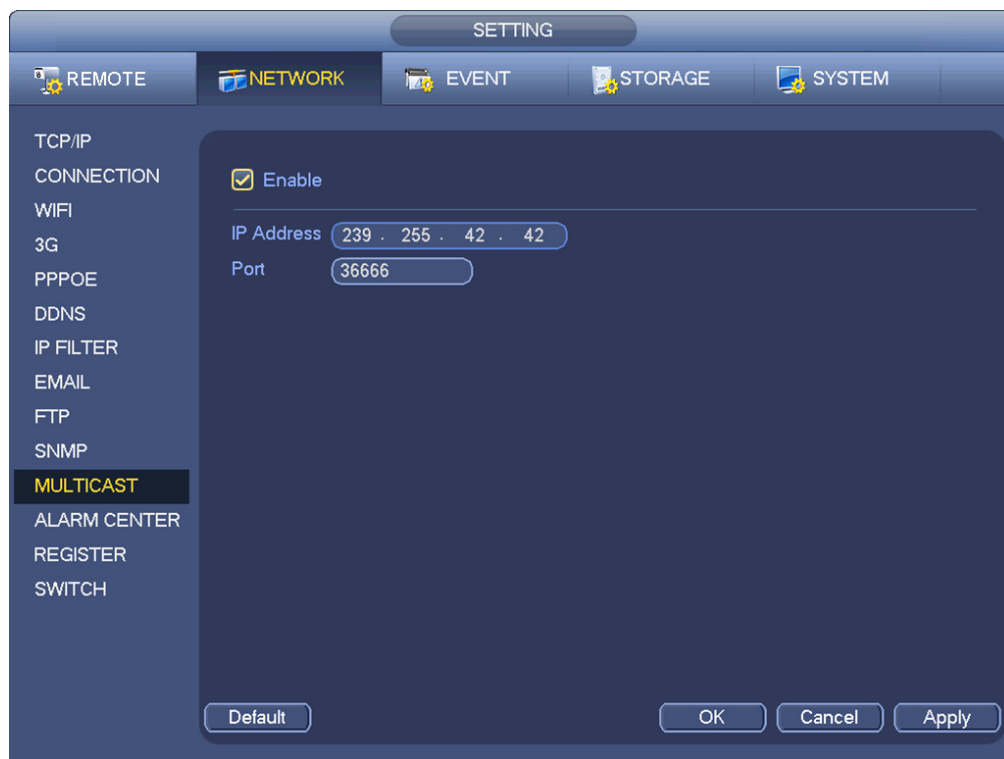 SETTING
REMOTE NETWORK EVENT STORAGE SYSTEM
TCP/IP
CONNECTION
WIFI
3G
PPPOE
DDNS
IP FILTER
EMAIL
FTP
SNMP
MULTICAST
ALARM CENTER
REGISTER
SWITCH
Enable
IP Address 239 . 255 . 42 . 42
Port 36666
Default OK Cancel Apply